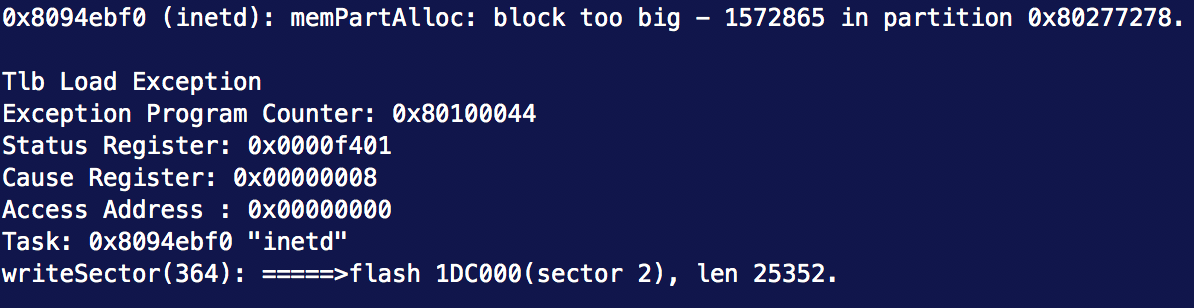 0x8094ebf0 (inetd): memPartAlloc: block too big - 1572865 in partition 0x80277278.
Tlb Load Exception
Exception Program Counter: 0x80100044
Status Register: 0x0000f401
Cause Register: 0x00000008
Access Address : 0x00000000
Task: 0x8094ebf0 "inetd"
writeSector(364): =====>flash 1DC000(sector 2), len 25352.